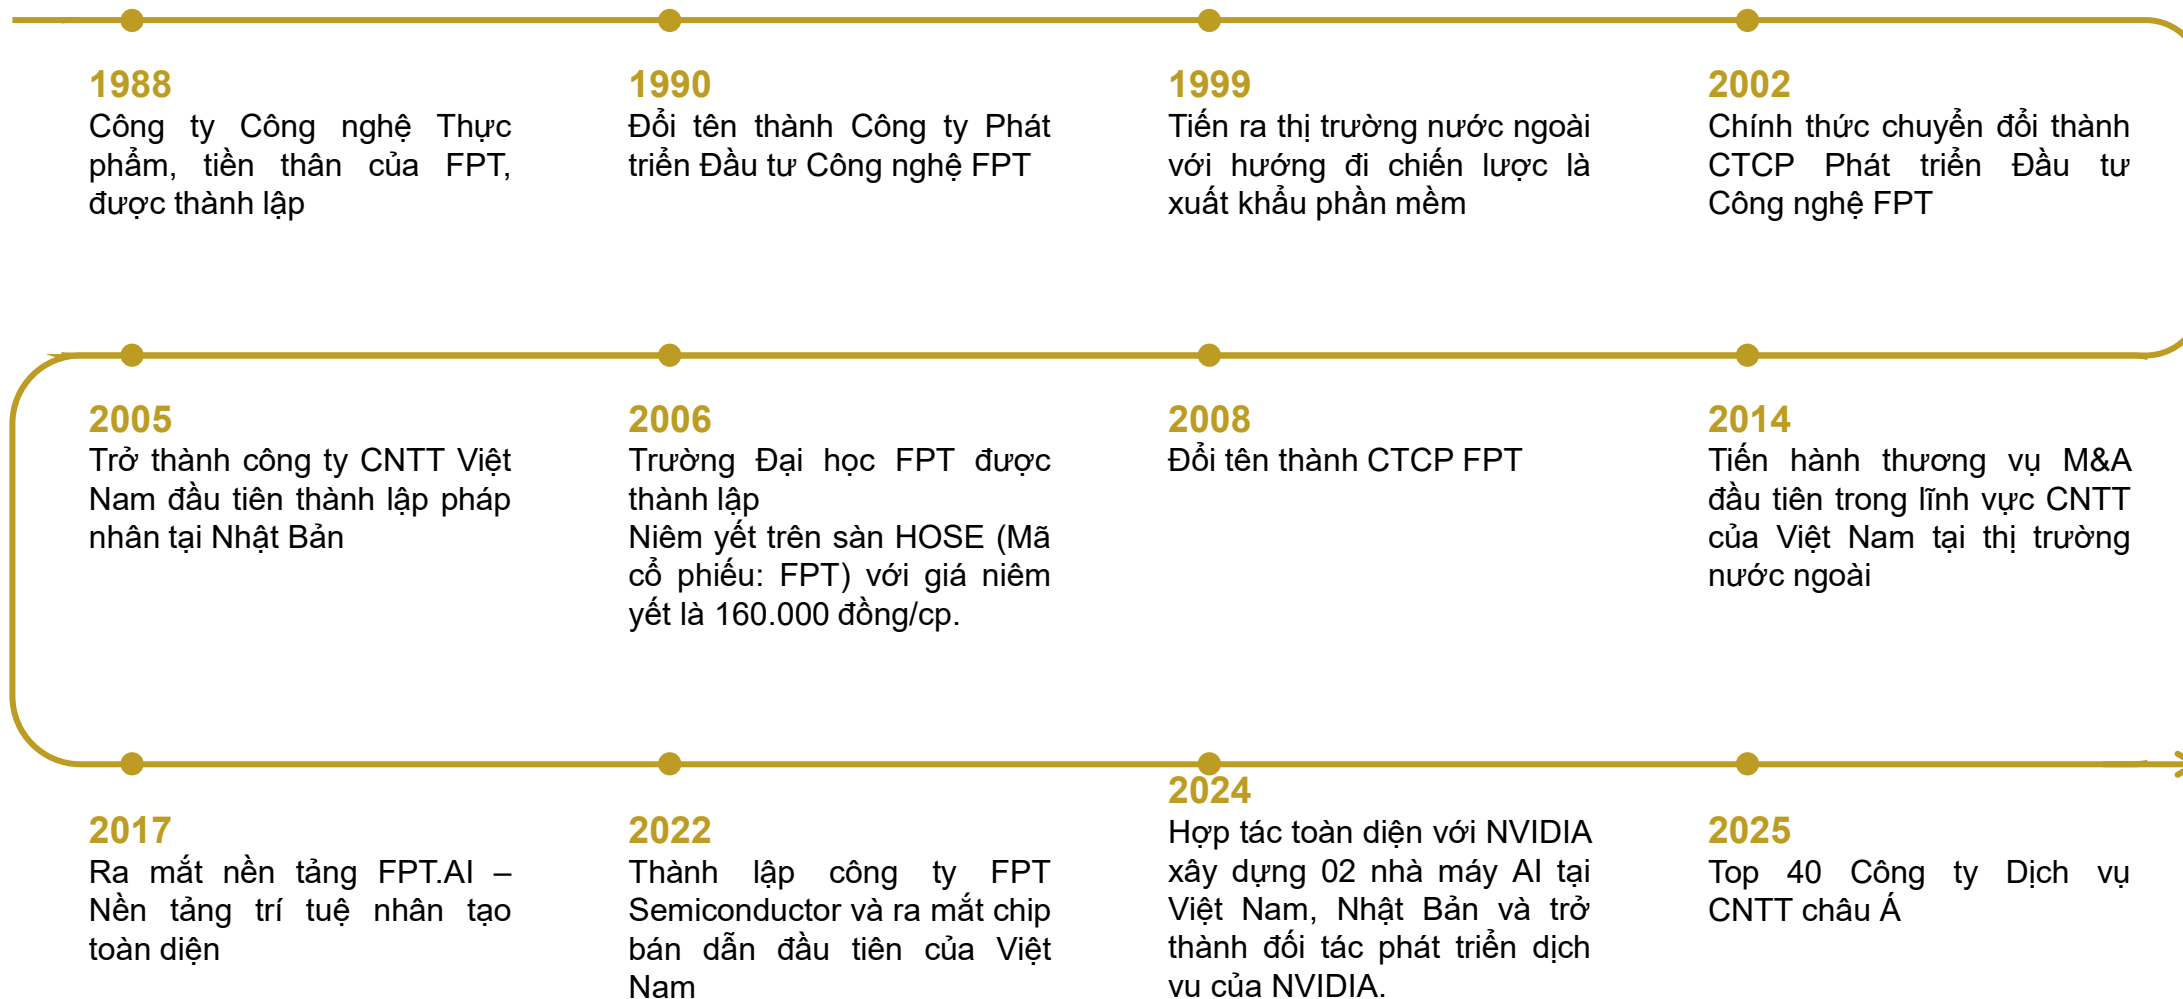 1988
Công ty Công nghệ Thực
phẩm, tiền thân của FPT,
được thành lập
1990
Đổi tên thành Công ty Phát
triển Đầu tư Công nghệ FPT
1999
Tiến ra thị trường nước ngoài
với hướng đi chiến lược là
xuất khẩu phần mềm
2002
Chính thức chuyển đổi thành
CTCP Phát triển Đầu tư
Công nghệ FPT
2005
Trở thành công ty CNTT Việt
Nam đầu tiên thành lập pháp
nhân tại Nhật Bản
2006
Trường Đại học FPT được
thành lập
Niêm yết trên sàn HOSE (Mã
cổ phiếu: FPT) với giá niêm
yết là 160.000 đồng/cp.
2008
Đổi tên thành CTCP FPT
2014
Tiến hành thương vụ M&A
đầu tiên trong lĩnh vực CNTT
của Việt Nam tại thị trường
nước ngoài
2017
Ra mắt nền tảng FPT.AI –
Nền tảng trí tuệ nhân tạo
toàn diện
2022
Thành lập công ty FPT
Semiconductor và ra mắt chip
bán dẫn đầu tiên của Việt
Nam
2024
Hợp tác toàn diện với NVIDIA
xây dựng 02 nhà máy AI tại
Việt Nam, Nhật Bản và trở
thành đối tác phát triển dịch
vụ của NVIDIA.
2025
Top 40 Công ty Dịch vụ
CNTT châu Á